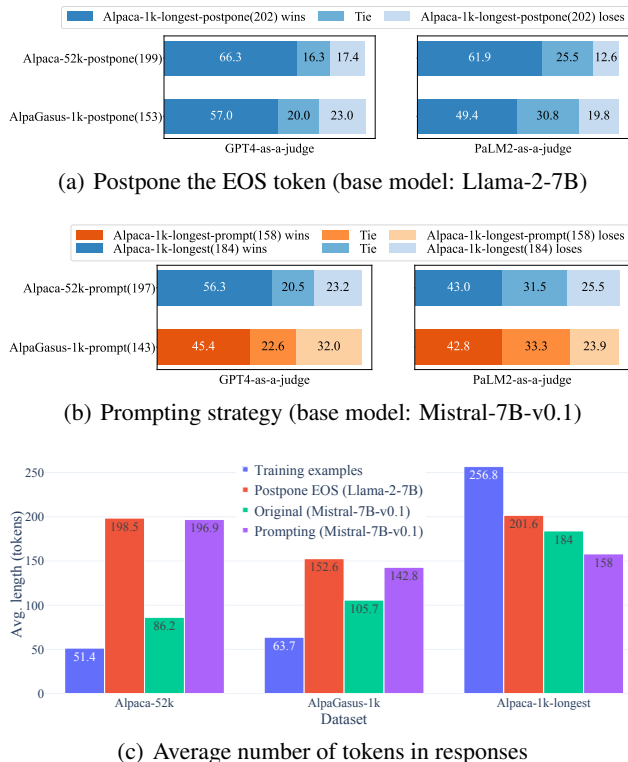 Alpaca-1k-longest-postpone(202) wins Tie Alpaca-1k-longest-postpone(202) loses
Alpaca-52k-postpone(199) 66.3 16.3 17.4 61.9 25.5 12.6
AlpaGasus-1k-postpone(153) 57.0 20.0 23.0 49.4 30.8 19.8
GPT4-as-a-judge PaLM2-as-a-judge
(a) Postpone the EOS token (base model: Llama-2-7B)
Alpaca-1k-longest-prompt(158) wins Tie Alpaca-1k-longest-prompt(158) loses
Alpaca-1k-longest(184) wins Tie Alpaca-1k-longest(184) loses
Alpaca-52k-prompt(197) 56.3 20.5 23.2 43.0 31.5 25.5
AlpaGasus-1k-prompt(143) 45.4 22.6 32.0 42.8 33.3 23.9
GPT4-as-a-judge PaLM2-as-a-judge
(b) Prompting strategy (base model: Mistral-7B-v0.1)
Avg. length (tokens)
250
200
150
100
50
0
Training examples
Postpone EOS (Llama-2-7B)
Original (Mistral-7B-v0.1)
Prompting (Mistral-7B-v0.1)
51.4 198.5 86.2 196.9
63.7 152.6 105.7 142.8
256.8 201.6 184 158
Alpaca-52k AlpaGasus-1k Alpaca-1k-longest
Dataset
(c) Average number of tokens in responses